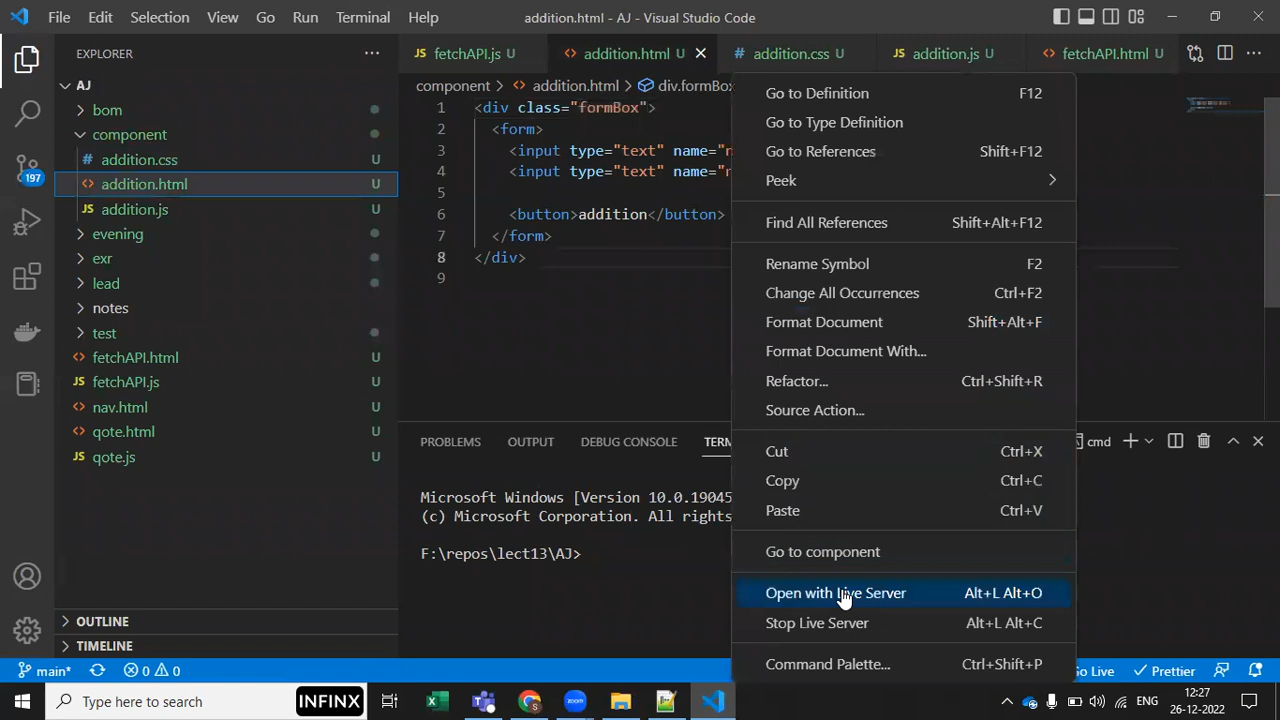 File Edit Selection View Go Run Terminal Help addition.html - AJ - Visual Studio Code
EXPLORER
AJ
bom
component
# addition.css U
<> addition.html U
JS addition.js U
evening
exr
lead
notes
test
<> fetchAPI.html U
JS fetchAPI.js U
<> nav.html U
<> qote.html U
JS qote.js U
OUTLINE
TIMELINE
197
JS fetchAPI.js U <> addition.html U # addition.css U JS addition.js U <> fetchAPI.html U
component > <> addition.html > div.formBox
1 <div class="formBox">
2 <form>
3 <input type="text" name="n
4 <input type="text" name="n
5
6 <button>addition</button>
7 </form>
8 </div>
9
Go to Definition F12
Go to Type Definition
Go to References Shift+F12
Peek
Find All References Shift+Alt+F12
Rename Symbol F2
Change All Occurrences Ctrl+F2
Format Document Shift+Alt+F
Format Document With...
Refactor... Ctrl+Shift+R
Source Action...
Cut Ctrl+X
Copy Ctrl+C
Paste Ctrl+V
Go to component
Open with Live Server Alt+L Alt+O
Stop Live Server Alt+L Alt+C
Command Palette... Ctrl+Shift+P
PROBLEMS OUTPUT DEBUG CONSOLE TERM cmd
Microsoft Windows [Version 10.0.19045
(c) Microsoft Corporation. All rights
F:\repos\lect13\AJ>
main* 0 0 Go Live Prettier
Type here to search INFINX ENG 12:27
26-12-2022